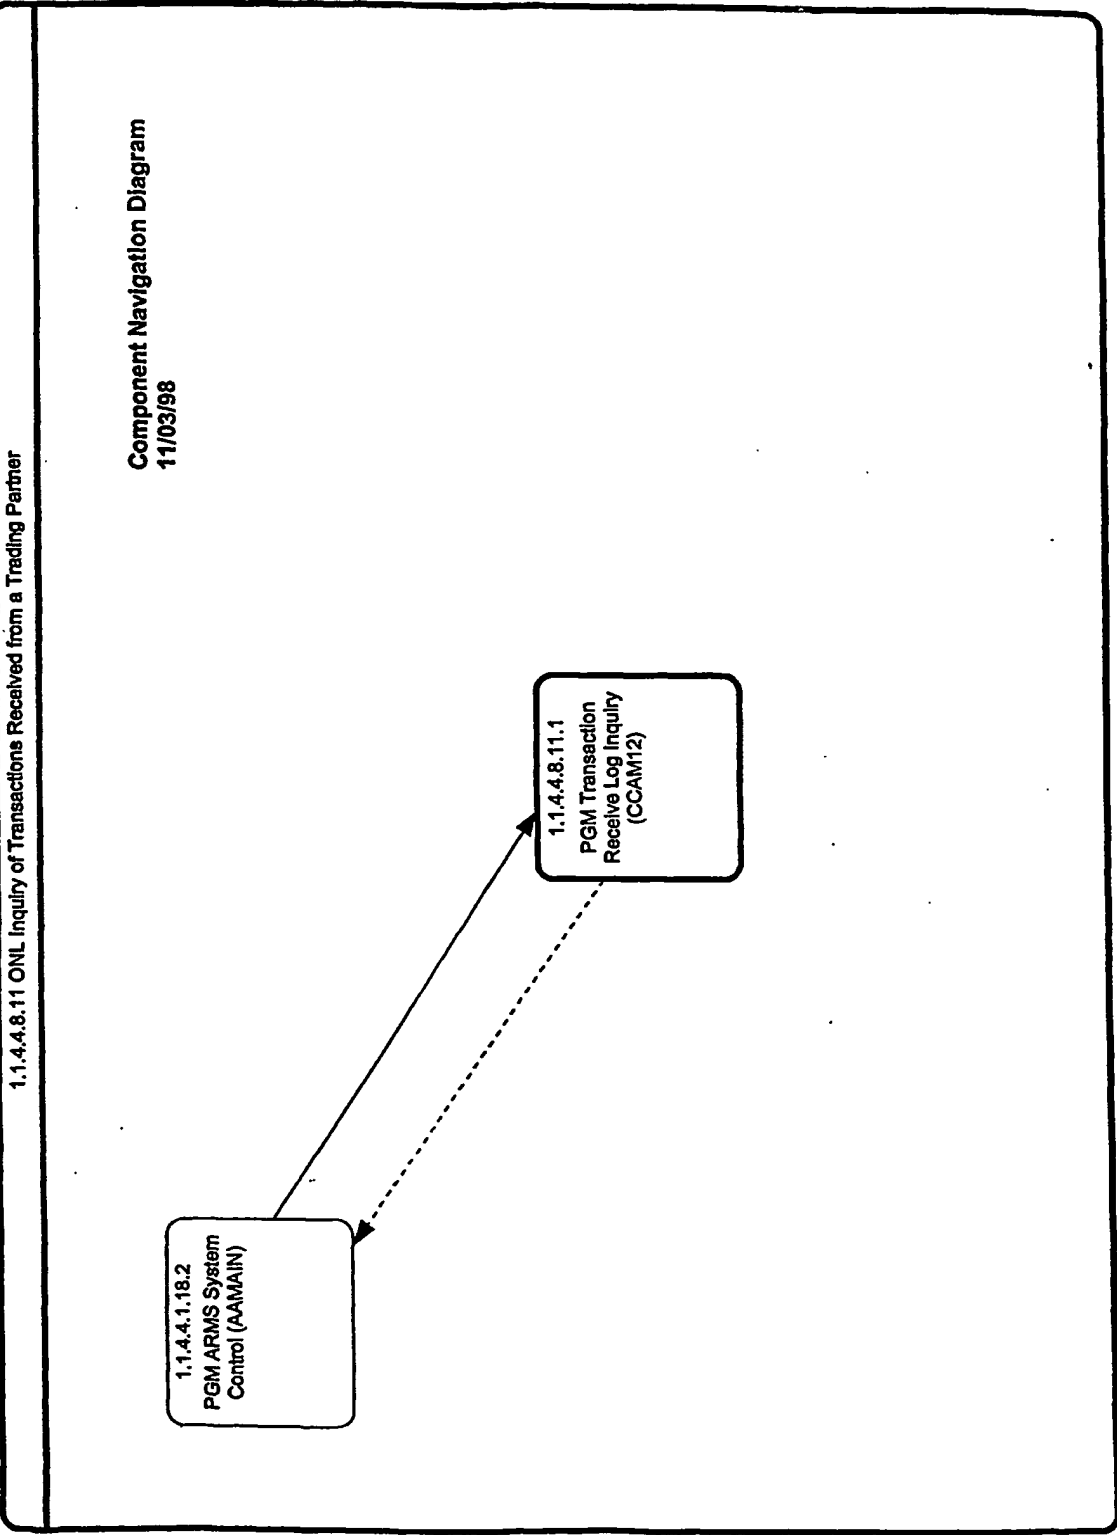 1.1.4.4.8.11 ONL Inquiry of Transactions Received from a Trading Partner
Component Navigation Diagram
11/03/98
1.1.4.4.1.18.2
PGM ARMS System
Control (AAMAIN)
1.1.4.4.8.11.1
PGM Transaction
Receive Log Inquiry
(CCAM12)